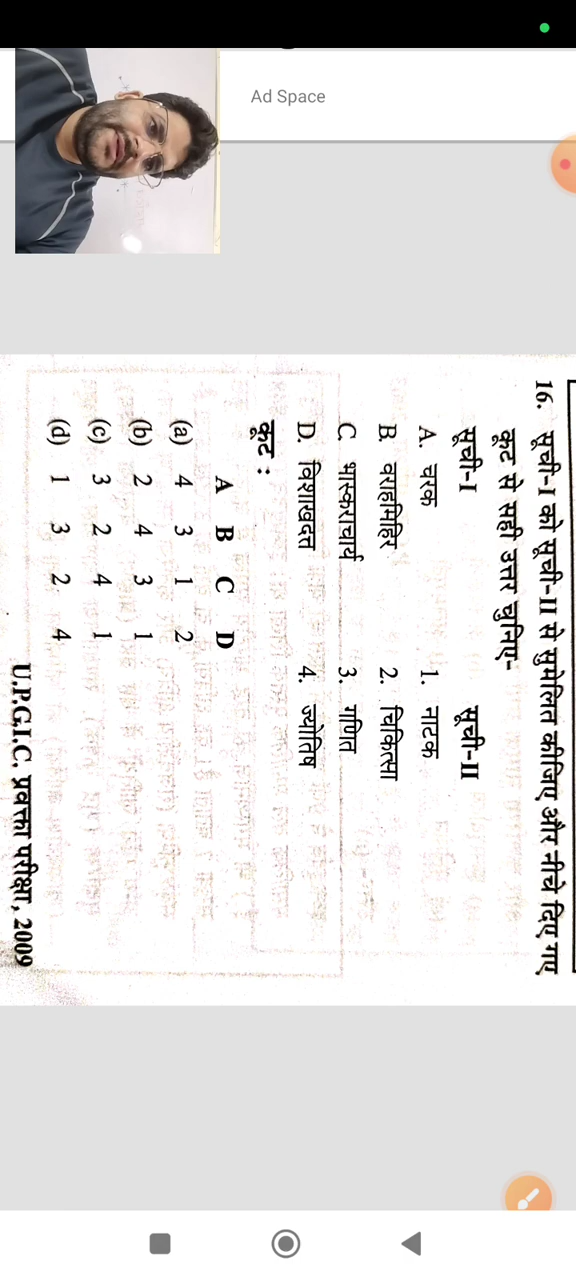 Ad Space
16. सूची-I को सूची-II से सुमेलित कीजिए और नीचे दिए गए
कूट से सही उत्तर चुनिए-
सूची-I सूची-II
A. चरक 1. नाटक
B. वराहमिहिर 2. चिकित्सा
C. भास्कराचार्य 3. गणित
D. विशाखदत्त 4. ज्योतिष
कूट :
A B C D
(a) 4 3 1 2
(b) 2 4 3 1
(c) 3 2 4 1
(d) 1 3 2 4
U.P.G.I.C. प्रवक्ता परीक्षा, 2009